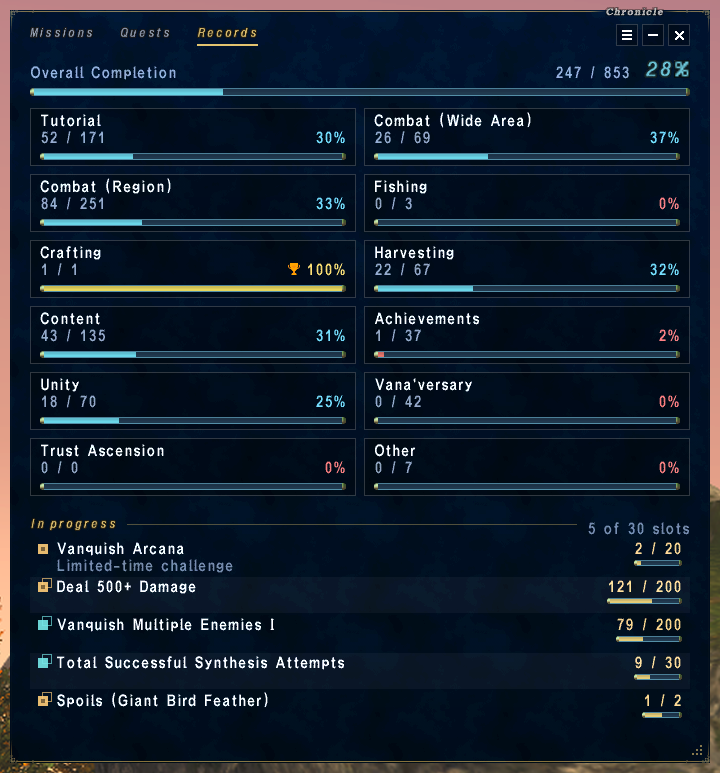 Chronicle
Missions Quests Records
Overall Completion 247 / 853 28%
Tutorial
52 / 171 30%
Combat (Wide Area)
26 / 69 37%
Combat (Region)
84 / 251 33%
Fishing
0 / 3 0%
Crafting
1 / 1 100%
Harvesting
22 / 67 32%
Content
43 / 135 31%
Achievements
1 / 37 2%
Unity
18 / 70 25%
Vana'versary
0 / 42 0%
Trust Ascension
0 / 0 0%
Other
0 / 7 0%
In progress 5 of 30 slots
Vanquish Arcana 2 / 20
Limited-time challenge
Deal 500+ Damage 121 / 200
Vanquish Multiple Enemies I 79 / 200
Total Successful Synthesis Attempts 9 / 30
Spoils (Giant Bird Feather) 1 / 2